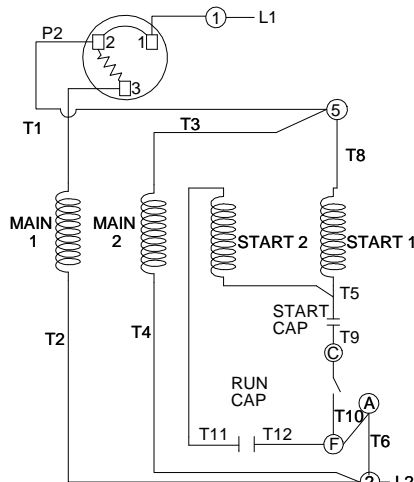 1 L1
P2
2 1
3
T1 T3 5
T8
MAIN 1
MAIN 2
START 2
START 1
T5
START CAP
T2 T4 T9
C
RUN CAP
A
T10
T11 T12 F T6
2 L2